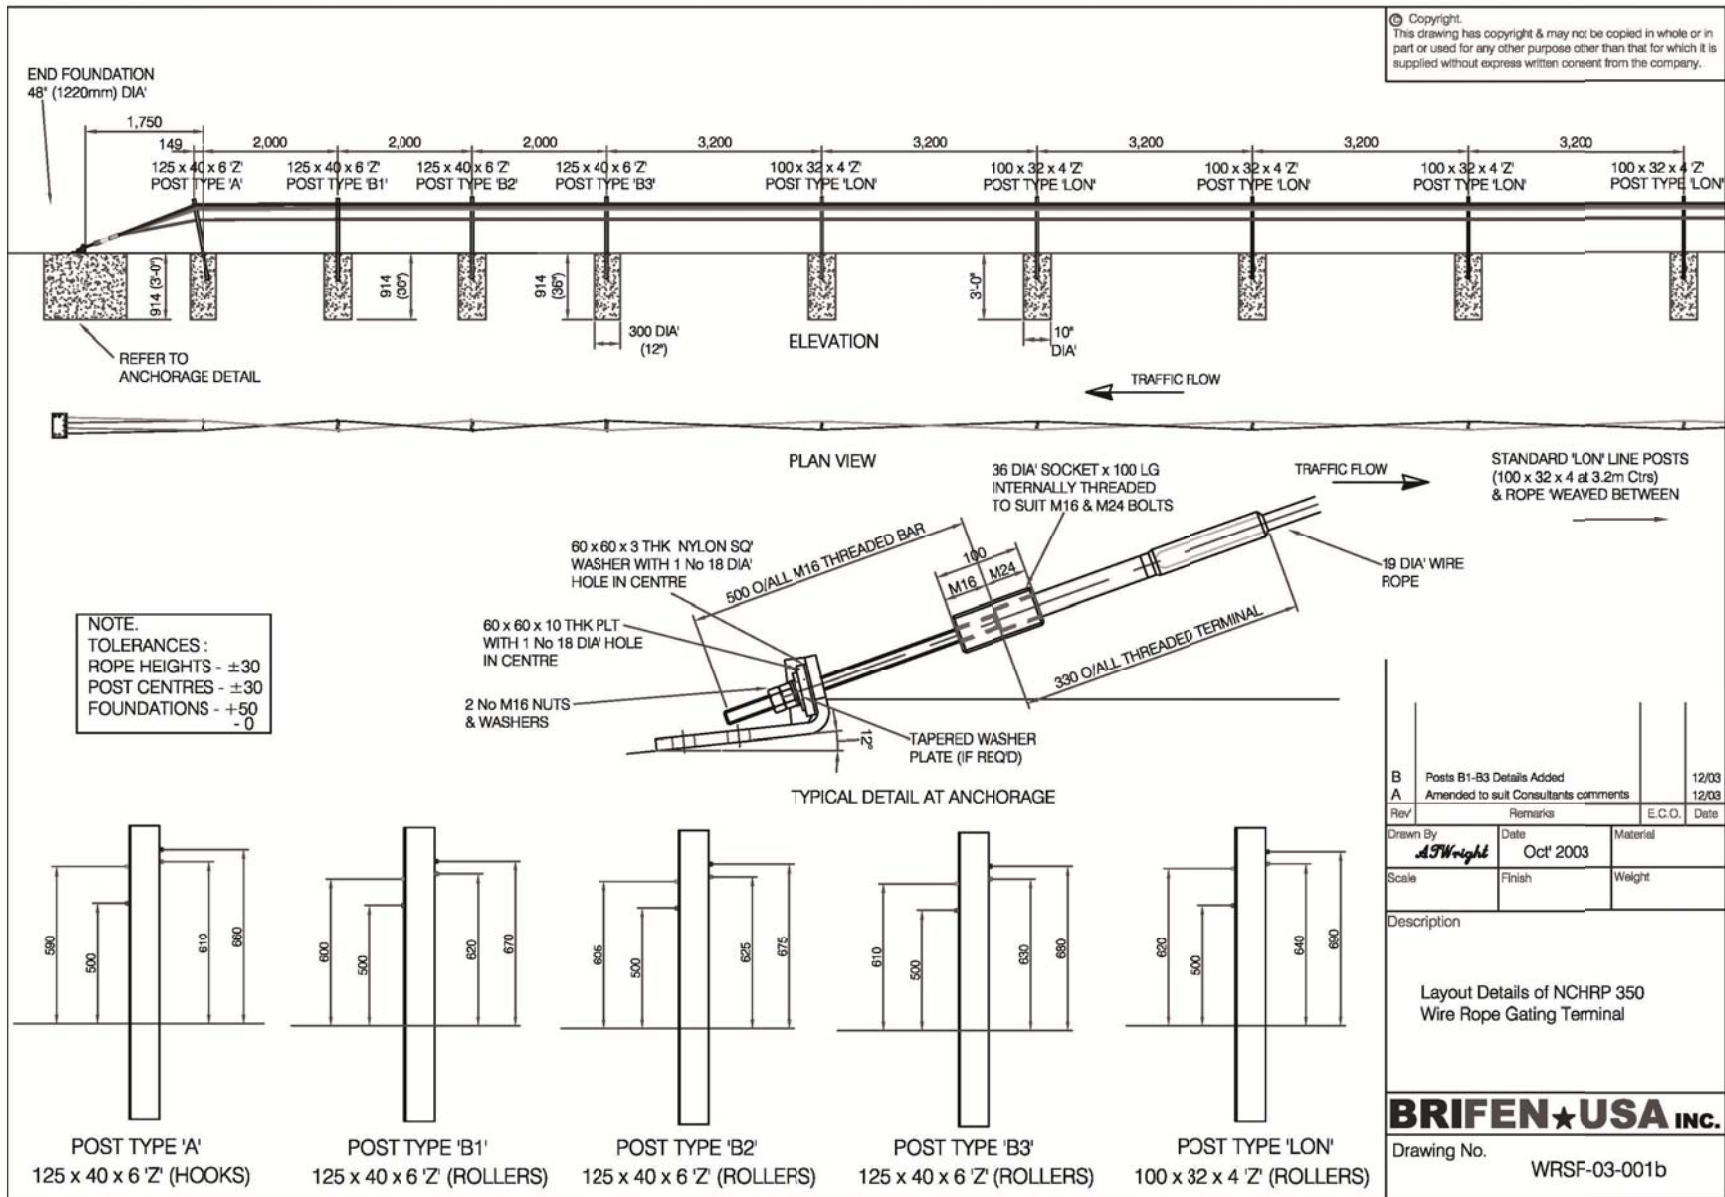 © Copyright.
This drawing has copyright & may not be copied in whole or in
part or used for any other purpose other than that for which it is
supplied without express written consent from the company.
END FOUNDATION
48" (1220mm) DIA'
1,750
149
2,000
2,000
2,000
3,200
3,200
3,200
3,200
3,200
125 x 40 x 6 'Z'
POST TYPE 'A'
125 x 40 x 6 'Z'
POST TYPE 'B1'
125 x 40 x 6 'Z'
POST TYPE 'B2'
125 x 40 x 6 'Z'
POST TYPE 'B3'
100 x 32 x 4 'Z'
POST TYPE 'LON'
100 x 32 x 4 'Z'
POST TYPE 'LON'
100 x 32 x 4 'Z'
POST TYPE 'LON'
100 x 32 x 4 'Z'
POST TYPE 'LON'
100 x 32 x 4 'Z'
POST TYPE 'LON'
914 (3'-0")
914
(36")
914
(36")
3'-0"
300 DIA'
(12")
10"
DIA'
ELEVATION
REFER TO
ANCHORAGE DETAIL
TRAFFIC FLOW
PLAN VIEW
TRAFFIC FLOW
STANDARD 'LON' LINE POSTS
(100 x 32 x 4 at 3.2m Ctrs)
& ROPE 'WEAVED BETWEEN
36 DIA' SOCKET x 100 LG
INTERNALLY THREADED
TO SUIT M16 & M24 BOLTS
60 x 60 x 3 THK NYLON SQ'
WASHER WITH 1 No 18 DIA'
HOLE IN CENTRE
500 O/ALL M16 THREADED BAR
100
M16
M24
19 DIA' WIRE
ROPE
60 x 60 x 10 THK PLT
WITH 1 No 18 DIA' HOLE
IN CENTRE
330 O/ALL THREADED TERMINAL
2 No M16 NUTS
& WASHERS
12°
TAPERED WASHER
PLATE (IF REQ'D)
TYPICAL DETAIL AT ANCHORAGE
NOTE.
TOLERANCES :
ROPE HEIGHTS - ±30
POST CENTRES - ±30
FOUNDATIONS - +50
- 0
590
500
610
660
600
500
620
670
605
500
625
675
610
500
630
680
620
500
640
690
POST TYPE 'A'
125 x 40 x 6 'Z' (HOOKS)
POST TYPE 'B1'
125 x 40 x 6 'Z' (ROLLERS)
POST TYPE 'B2'
125 x 40 x 6 'Z' (ROLLERS)
POST TYPE 'B3'
125 x 40 x 6 'Z' (ROLLERS)
POST TYPE 'LON'
100 x 32 x 4 'Z' (ROLLERS)
B Posts B1-B3 Details Added 12/03
A Amended to suit Consultants comments 12/03
Rev' Remarks E.C.O. Date
Drawn By Date Material
ATWright Oct' 2003
Scale Finish Weight
Description
Layout Details of NCHRP 350
Wire Rope Gating Terminal
BRIFEN★USA INC.
Drawing No.
WRSF-03-001b